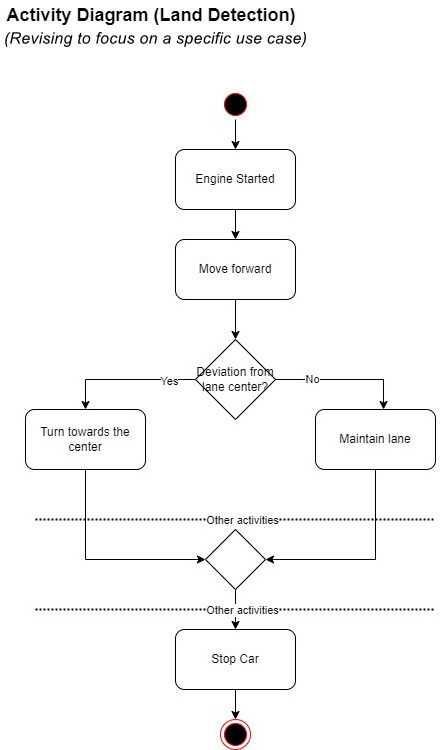 Activity Diagram (Land Detection)
(Revising to focus on a specific use case)
Engine Started
Move forward
Deviation from
lane center?
Yes
No
Turn towards the
center
Maintain lane
Other activities
Other activities
Stop Car